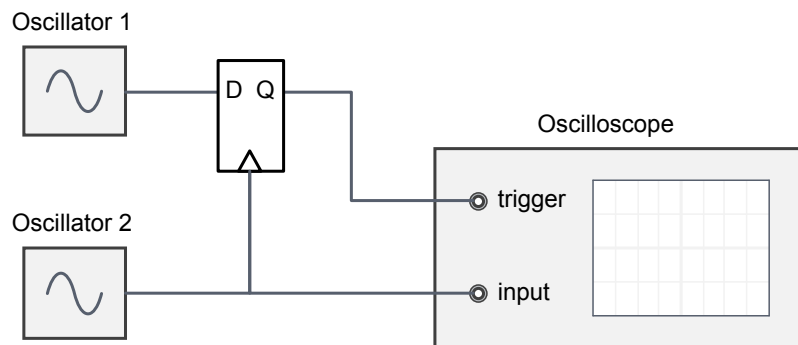 Oscillator 1
D Q
Oscilloscope
trigger
Oscillator 2
input